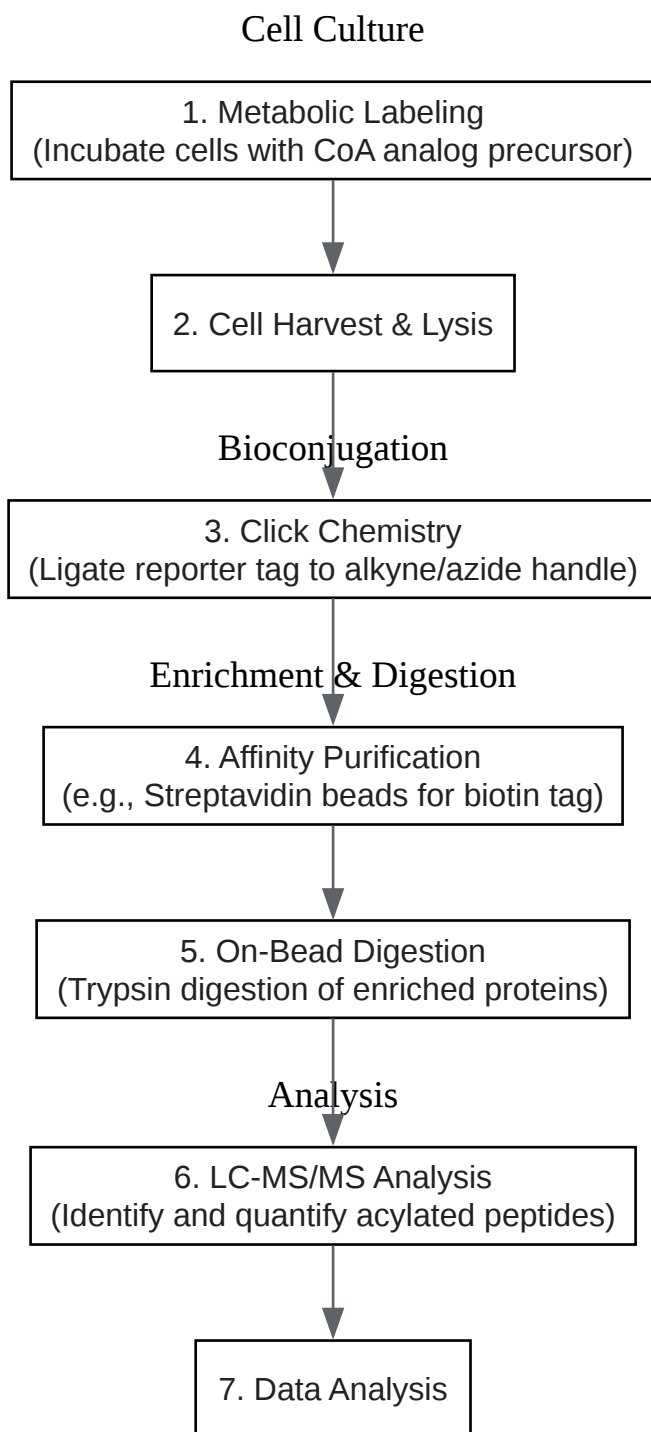 Cell Culture
1. Metabolic Labeling
(Incubate cells with CoA analog precursor)
2. Cell Harvest & Lysis
Bioconjugation
3. Click Chemistry
(Ligate reporter tag to alkyne/azide handle)
Enrichment & Digestion
4. Affinity Purification
(e.g., Streptavidin beads for biotin tag)
5. On-Bead Digestion
(Trypsin digestion of enriched proteins)
Analysis
6. LC-MS/MS Analysis
(Identify and quantify acylated peptides)
7. Data Analysis